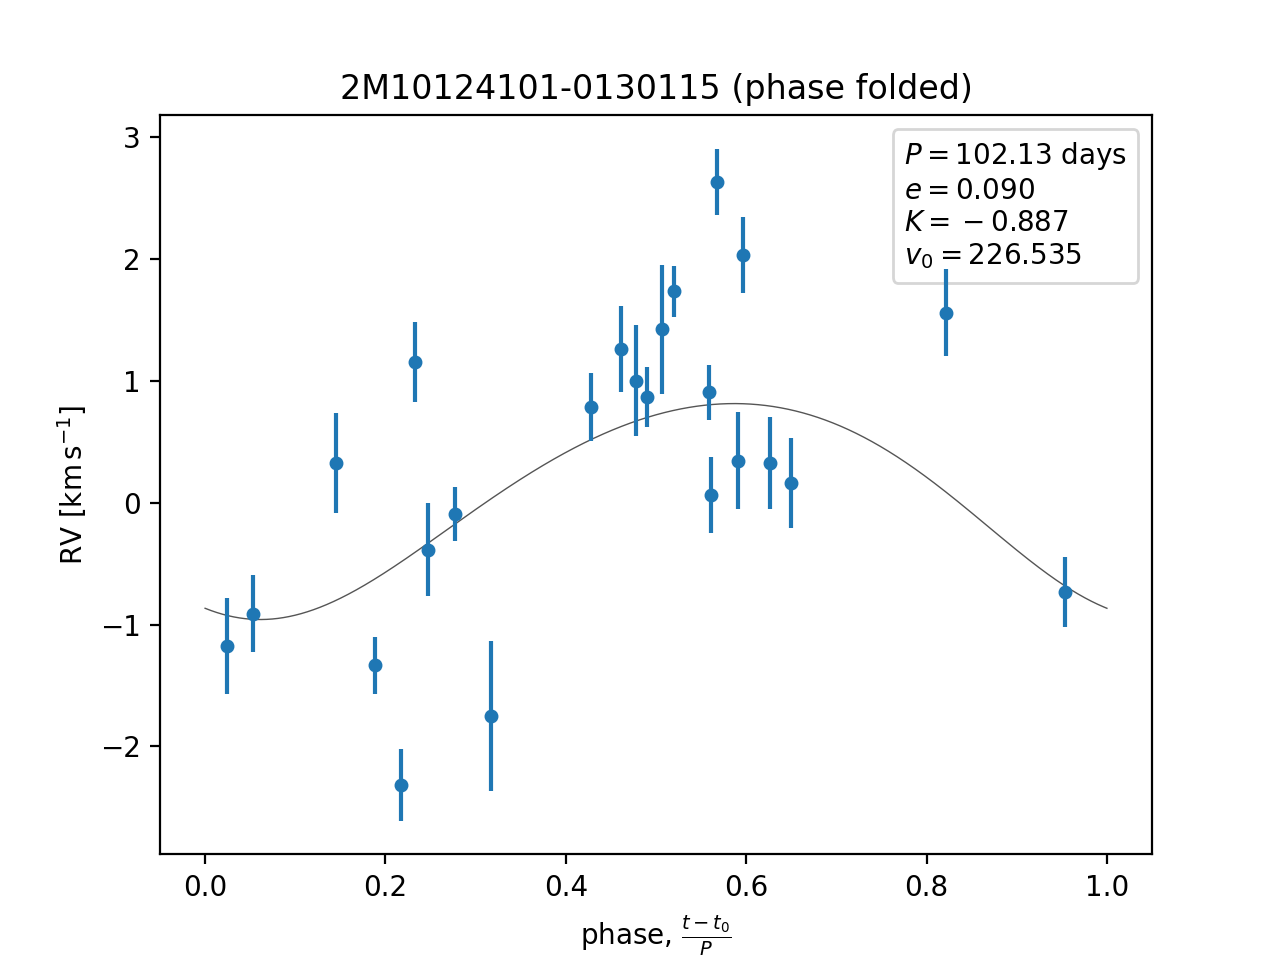 2M10124101-0130115 (phase folded)
P = 102.13 days
e = 0.090
K = −0.887
v₀ = 226.535
3
2
1
0
−1
−2
RV [km s⁻¹]
0.0 0.2 0.4 0.6 0.8 1.0
phase, (t − t₀)/P